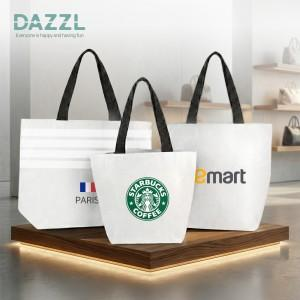 DAZZL
Everyone is happy and having fun
PARIS
STARBUCKS
COFFEE
emart